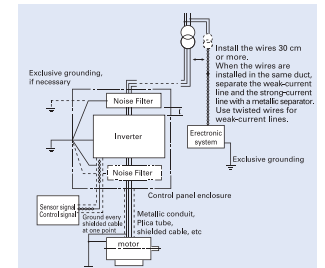 Install the wires 30 cm
or more.
When the wires are
installed in the same duct,
separate the weak-current
line and the strong-current
line with a metallic separator.
Use twisted wires for
weak-current lines.
Exclusive grounding,
if necessary
Noise Filter
Inverter
Erectronic
system
Exclusive grounding
Noise Filter
Control panel enclosure
Sensor signal
Control signal
Ground every
shielded cable
at one point
Metallic conduit,
Plica tube,
shielded cable, etc
motor